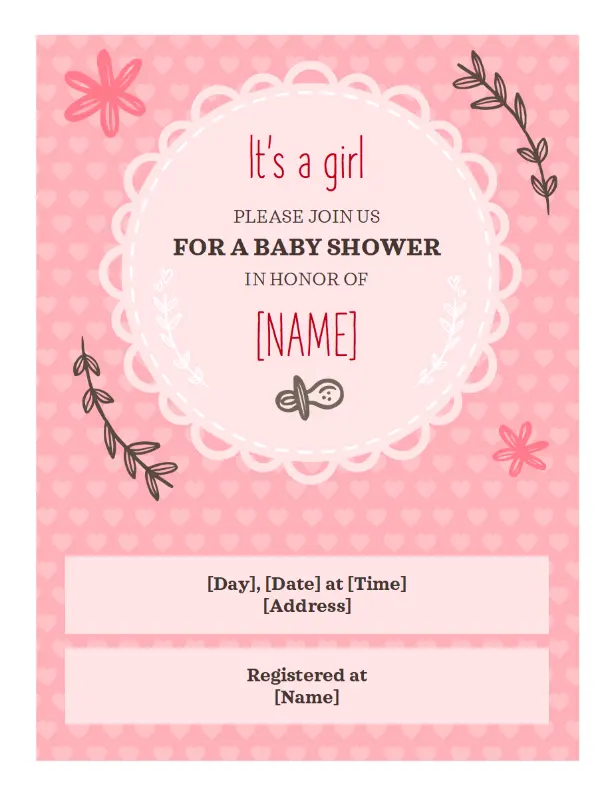 It's a girl
PLEASE JOIN US
FOR A BABY SHOWER
IN HONOR OF
[NAME]
[Day], [Date] at [Time]
[Address]
Registered at
[Name]